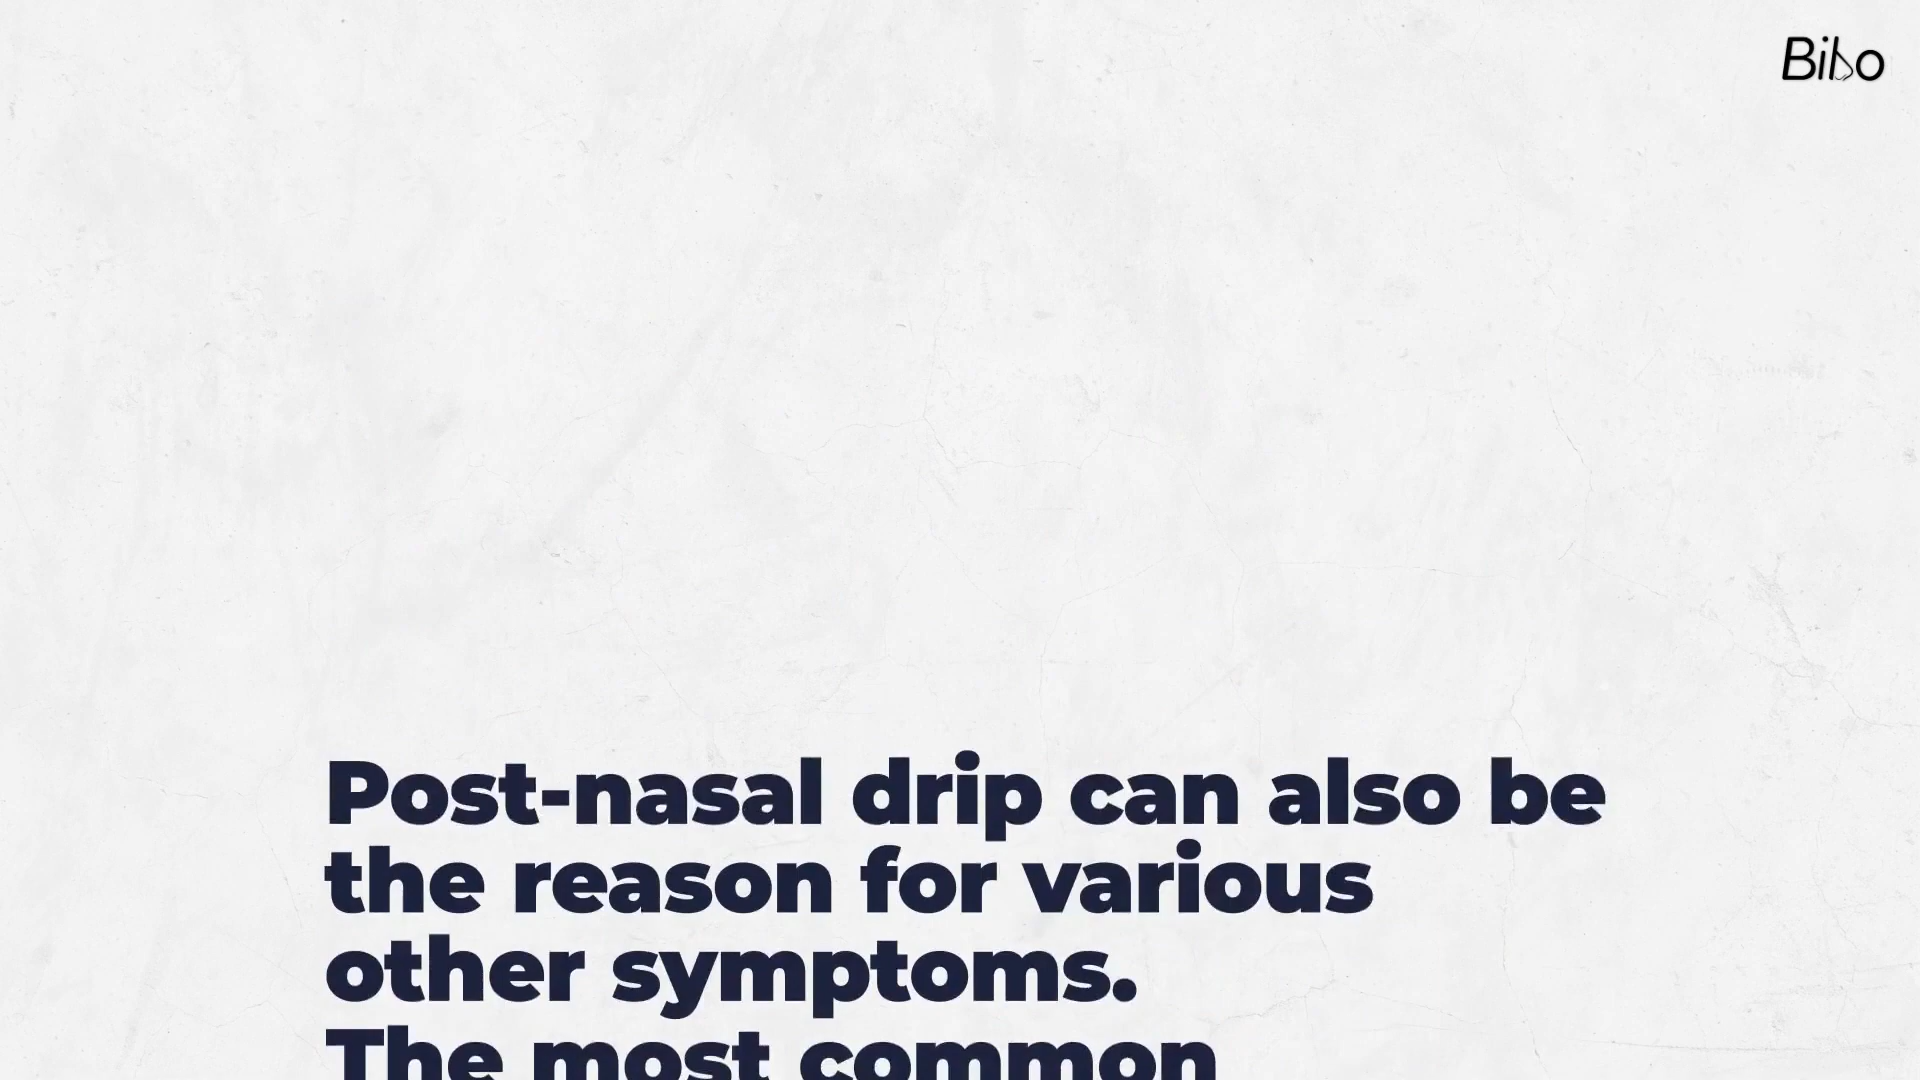 Bibo
Post-nasal drip can also be
the reason for various
other symptoms.
The most common